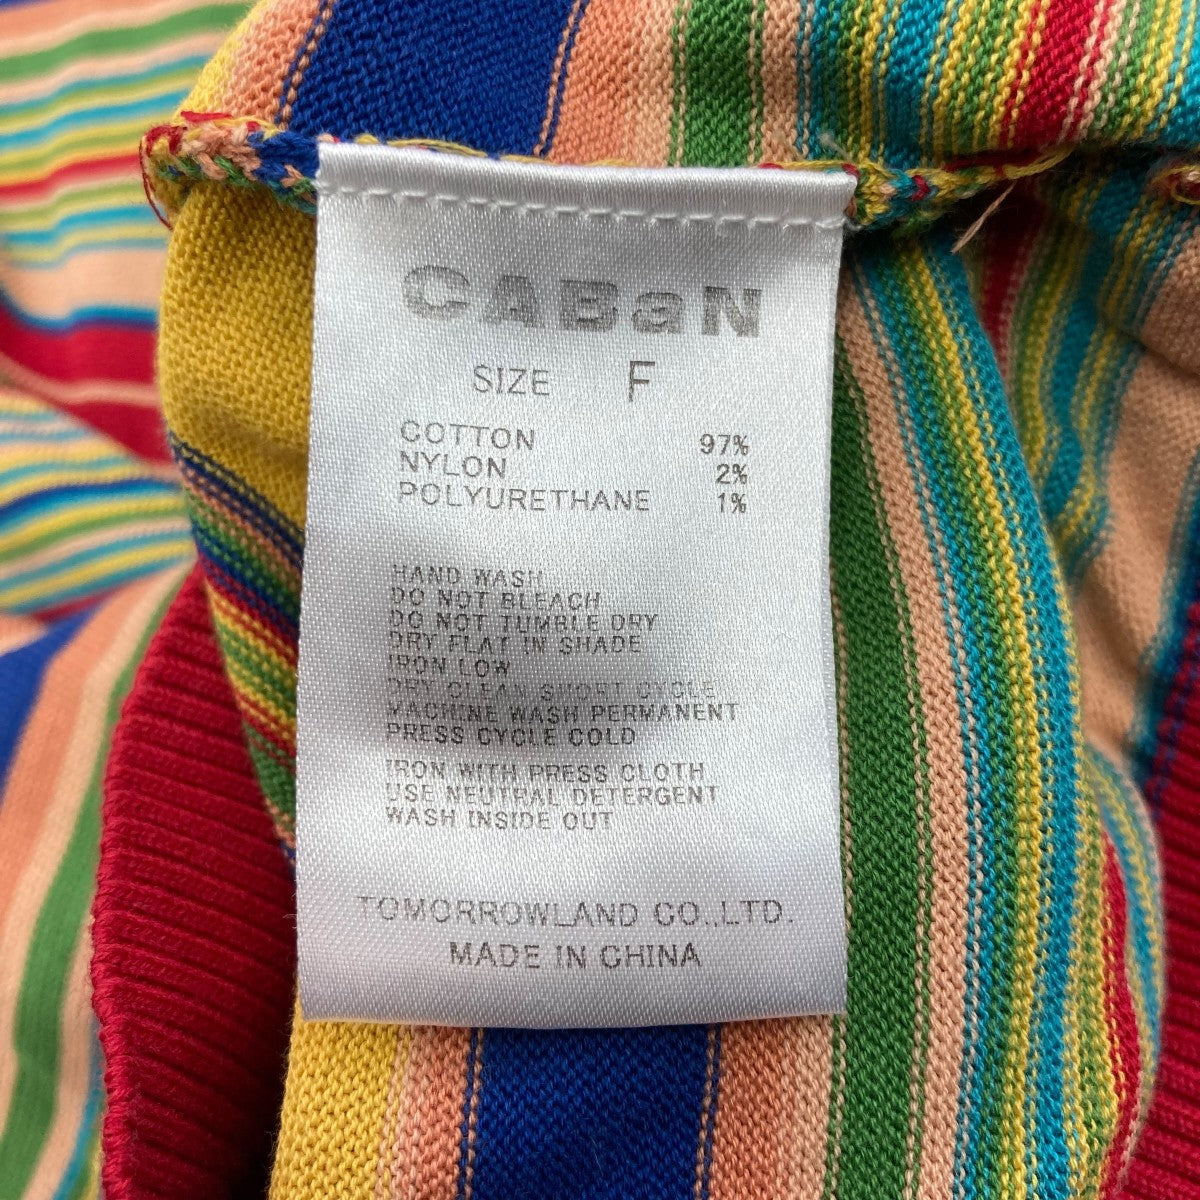 CABaN
SIZE F
COTTON 97%
NYLON 2%
POLYURETHANE 1%
HAND WASH
DO NOT BLEACH
DO NOT TUMBLE DRY
DRY FLAT IN SHADE
IRON LOW
DRY CLEAN SHORT CYCLE
MACHINE WASH PERMANENT
PRESS CYCLE COLD
IRON WITH PRESS CLOTH
USE NEUTRAL DETERGENT
WASH INSIDE OUT
TOMORROWLAND CO.,LTD.
MADE IN CHINA